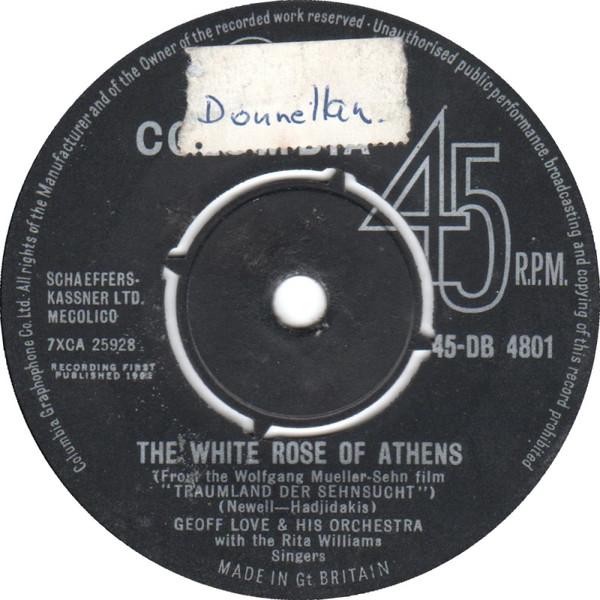 Columbia Graphophone Co. Ltd. · All rights of the Manufacturer and of the Owner of the recorded work reserved · Unauthorised public performance, broadcasting and copying of this record prohibited
Donnellan.
COLUMBIA
45
R.P.M.
SCHAEFFERS-
KASSNER LTD.
MECOLICO
7XCA 25928
RECORDING FIRST
PUBLISHED 1962
45-DB 4801
THE WHITE ROSE OF ATHENS
(From the Wolfgang Mueller-Sehn film
"TRAUMLAND DER SEHNSUCHT")
(Newell—Hadjidakis)
GEOFF LOVE & HIS ORCHESTRA
with the Rita Williams
Singers
MADE IN Gt. BRITAIN